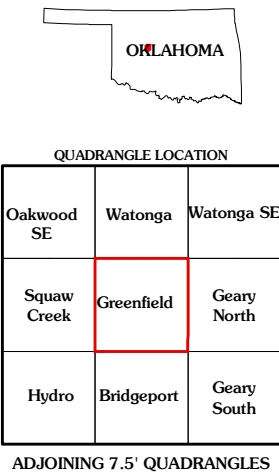 OKLAHOMA
QUADRANGLE LOCATION
Oakwood
SE
Watonga
Watonga SE
Squaw
Creek
Greenfield
Geary
North
Hydro
Bridgeport
Geary
South
ADJOINING 7.5' QUADRANGLES